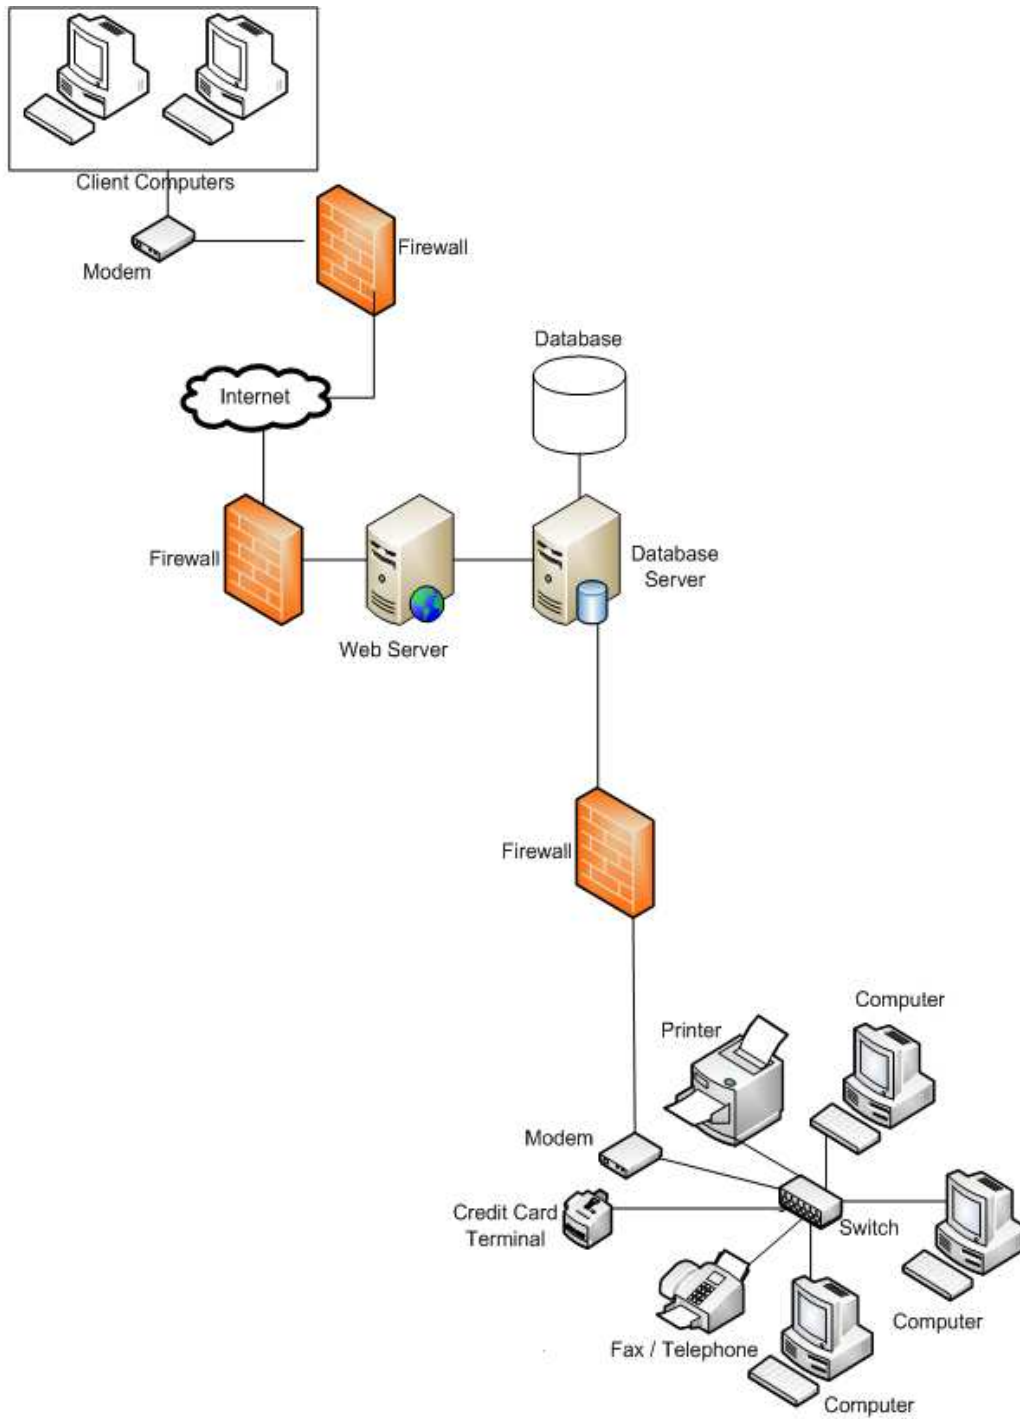 Client Computers
Firewall
Modem
Database
Internet
Database
Server
Firewall
Web Server
Firewall
Computer
Printer
Modem
Credit Card
Terminal
Switch
Computer
Fax / Telephone
Computer